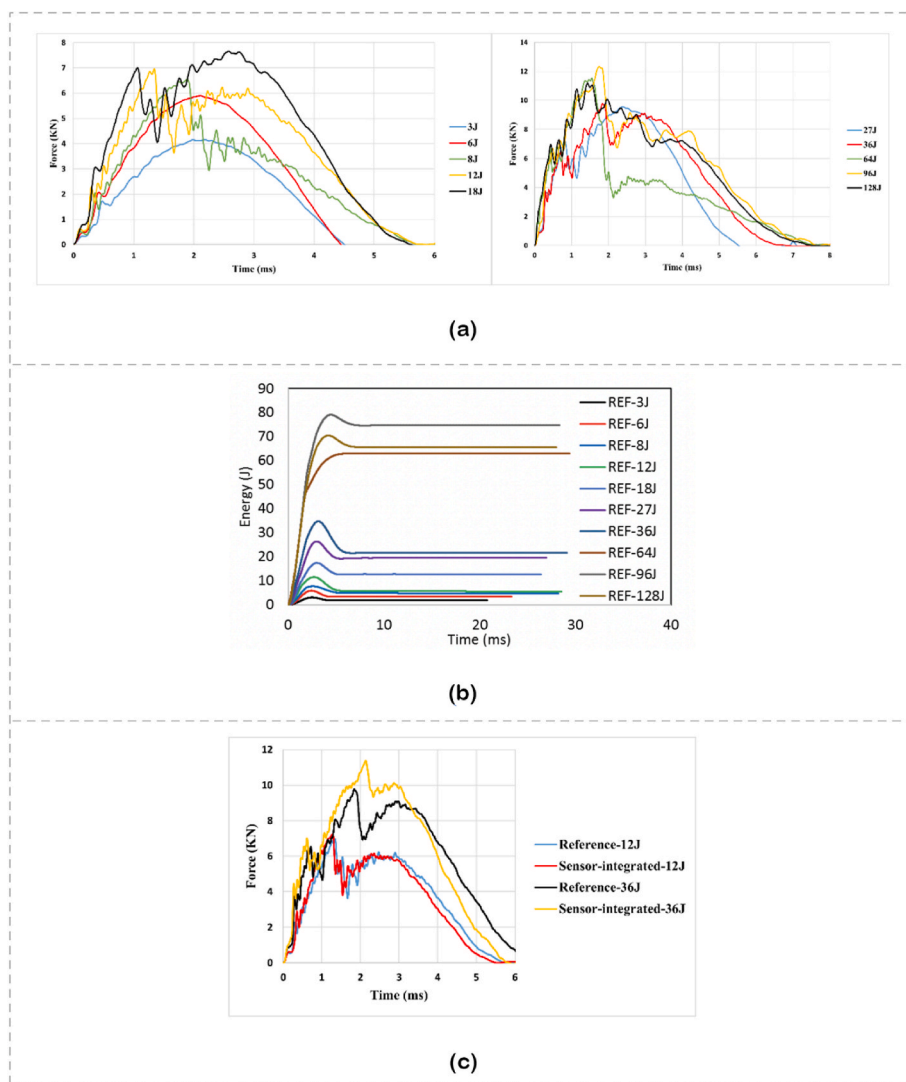 8
7
6
5
4
3
2
1
0
Force (KN)
0 1 2 3 4 5 6
Time (ms)
3J
6J
8J
12J
18J
14
12
10
8
6
4
2
0
Force (KN)
0 1 2 3 4 5 6 7 8
Time (ms)
27J
36J
64J
96J
128J
(a)
90
80
70
60
50
40
30
20
10
0
Energy (J)
0 10 20 30 40
Time (ms)
REF-3J
REF-6J
REF-8J
REF-12J
REF-18J
REF-27J
REF-36J
REF-64J
REF-96J
REF-128J
(b)
12
10
8
6
4
2
0
Force (KN)
0 1 2 3 4 5 6
Time (ms)
Reference-12J
Sensor-integrated-12J
Reference-36J
Sensor-integrated-36J
(c)